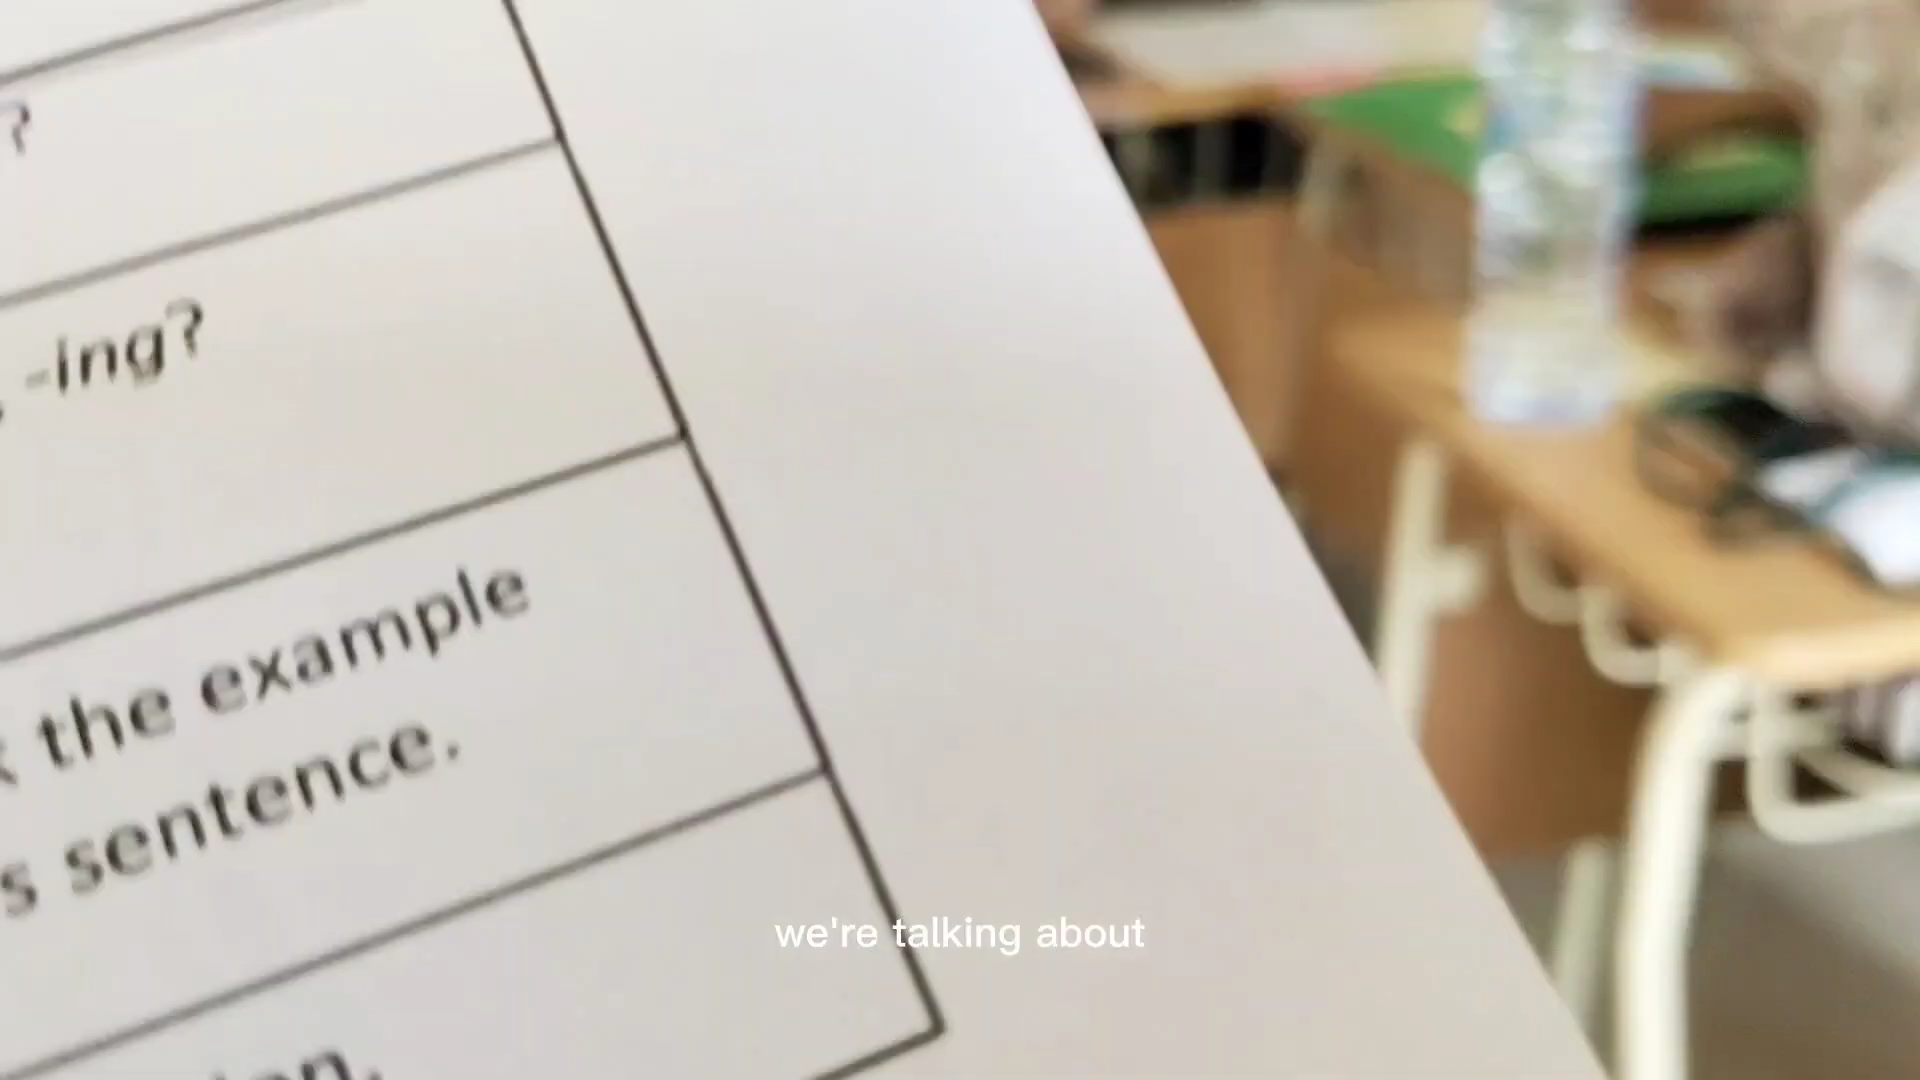 ?
-ing?
the example
s sentence.
we're talking about